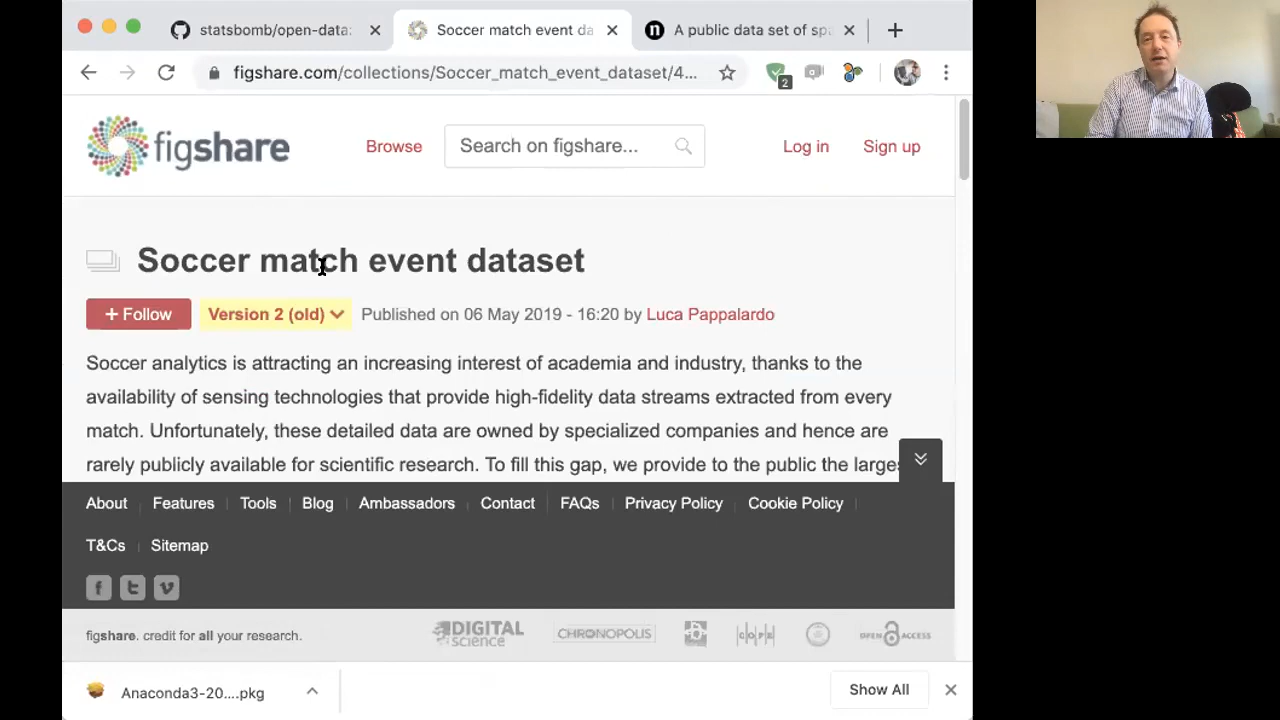 statsbomb/open-data:
Soccer match event da
n
A public data set of sp
figshare.com/collections/Soccer_match_event_dataset/4...
2
figshare
Browse
Search on figshare...
Log in
Sign up
Soccer match event dataset
+ Follow
Version 2 (old)
Published on 06 May 2019 - 16:20 by Luca Pappalardo
Soccer analytics is attracting an increasing interest of academia and industry, thanks to the
availability of sensing technologies that provide high-fidelity data streams extracted from every
match. Unfortunately, these detailed data are owned by specialized companies and hence are
rarely publicly available for scientific research. To fill this gap, we provide to the public the larges
About
Features
Tools
Blog
Ambassadors
Contact
FAQs
Privacy Policy
Cookie Policy
T&Cs
Sitemap
figshare. credit for all your research.
DIGITAL
science
CHRONOPOLIS
C O P E
OPEN ACCESS
Anaconda3-20....pkg
Show All